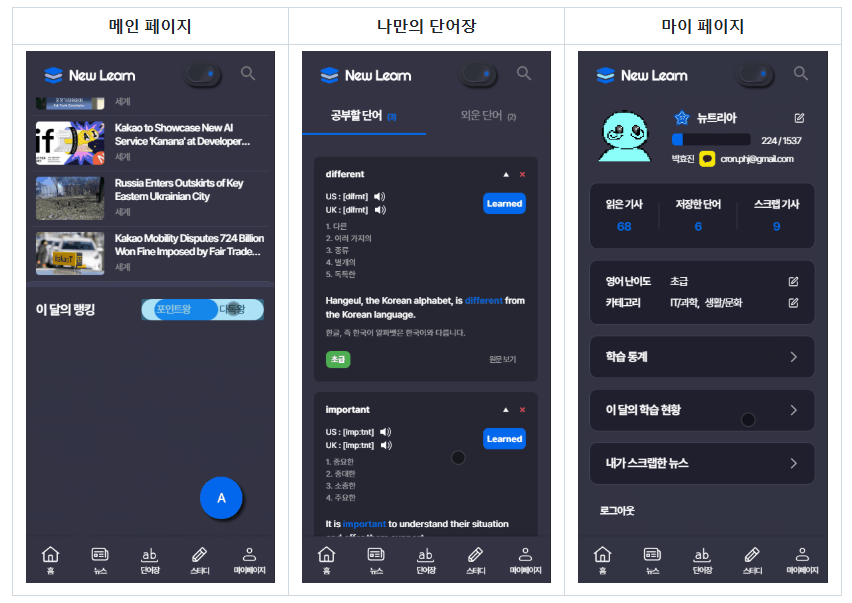 메인 페이지
나만의 단어장
마이 페이지
New Learn
세계
Kakao to Showcase New AI
Service 'Kanana' at Developer...
세계
Russia Enters Outskirts of Key
Eastern Ukrainian City
세계
Kakao Mobility Disputes 724 Billion
Won Fine Imposed by Fair Trade...
세계
이 달의 랭킹
포인트왕
다독왕
A
홈
뉴스
단어장
스터디
마이페이지
New Learn
공부할 단어 (3)
외운 단어 (2)
different
US : [dIfrnt]
UK : [dIfrnt]
Learned
1. 다른
2. 여러 가지의
3. 종류
4. 별개의
5. 독특한
Hangeul, the Korean alphabet, is different from
the Korean language.
한글, 즉 한국어 알파벳은 한국어와 다릅니다.
초급
원문 보기
important
US : [imp:tnt]
UK : [imp:tnt]
Learned
1. 중요한
2. 중대한
3. 소중한
4. 주요한
It is important to understand their situation
홈
뉴스
단어장
스터디
마이페이지
New Learn
뉴트리아
224 / 1537
박효진
cron.phj@gmail.com
읽은 기사
저장한 단어
스크랩 기사
68
6
9
영어 난이도
초급
카테고리
IT/과학, 생활/문화
학습 통계
이 달의 학습 현황
내가 스크랩한 뉴스
로그아웃
홈
뉴스
단어장
스터디
마이페이지